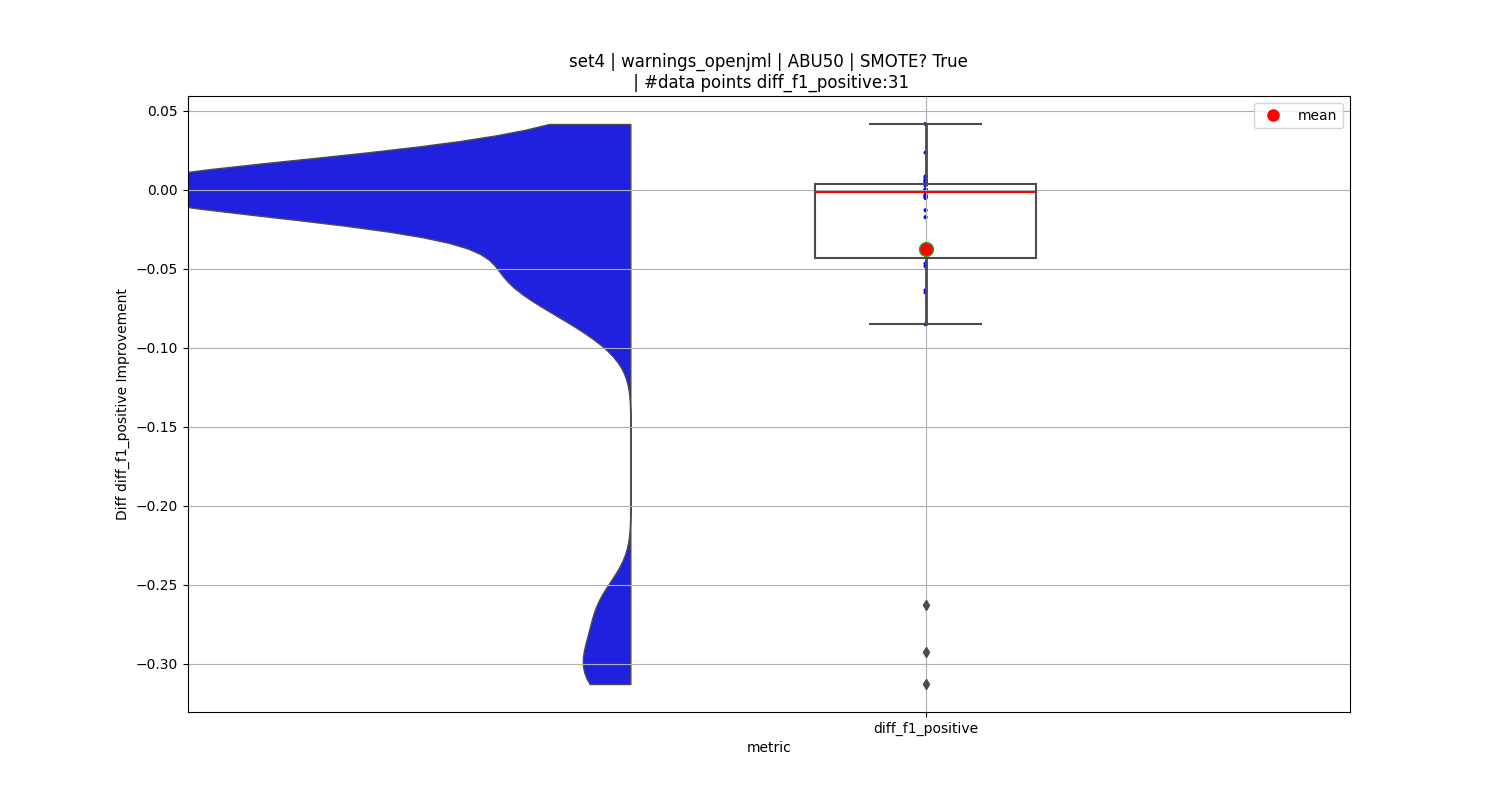 set4 | warnings_openjml | ABU50 | SMOTE? True
| #data points diff_f1_positive:31
mean
0.05
0.00
−0.05
−0.10
−0.15
−0.20
−0.25
−0.30
Diff diff_f1_positive Improvement
diff_f1_positive
metric